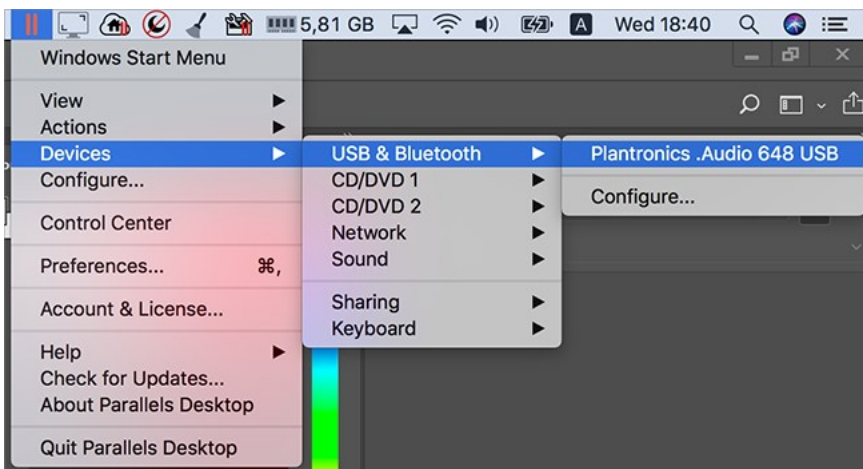 5,81 GB
A
Wed 18:40
Windows Start Menu
View
Actions
Devices
Configure...
Control Center
Preferences... ⌘,
Account & License...
Help
Check for Updates...
About Parallels Desktop
Quit Parallels Desktop
USB & Bluetooth
CD/DVD 1
CD/DVD 2
Network
Sound
Sharing
Keyboard
Plantronics .Audio 648 USB
Configure...